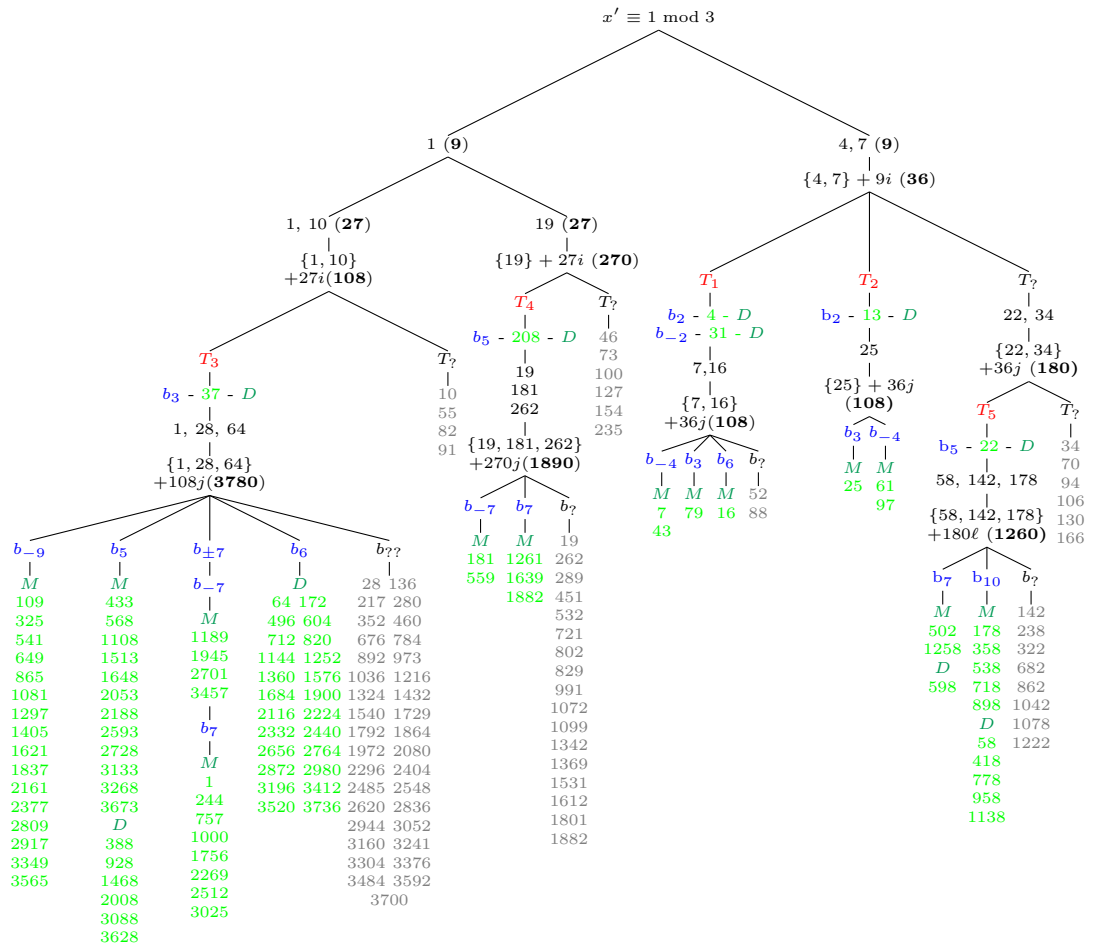 x′ ≡ 1 mod 3
1 (9)
4, 7 (9)
{4, 7} + 9i (36)
1, 10 (27)
{1, 10}
+27i(108)
19 (27)
{19} + 27i (270)
T₃
b₃ - 37 - D
1, 28, 64
{1, 28, 64}
+108j(3780)
T?
10
55
82
91
T₄
b₅ - 208 - D
19
181
262
{19, 181, 262}
+270j(1890)
T?
46
73
100
127
154
235
T₁
b₂ - 4 - D
b₋₂ - 31 - D
7,16
{7, 16}
+36j(108)
T₂
b₂ - 13 - D
25
{25} + 36j
(108)
T?
22, 34
{22, 34}
+36j (180)
T₅
b₅ - 22 - D
58, 142, 178
{58, 142, 178}
+180ℓ (1260)
T?
34
70
94
106
130
166
b₋₉
M
109
325
541
649
865
1081
1297
1405
1621
1837
2161
2377
2809
2917
3349
3565
b₅
M
433
568
1108
1513
1648
2053
2188
2593
2728
3133
3268
3673
D
388
928
1468
2008
3088
3628
b±₇
b₋₇
M
1189
1945
2701
3457
b₇
M
1
244
757
1000
1756
2269
2512
3025
b₆
D
64 172
496 604
712 820
1144 1252
1360 1576
1684 1900
2116 2224
2332 2440
2656 2764
2872 2980
3196 3412
3520 3736
b??
28 136
217 280
352 460
676 784
892 973
1036 1216
1324 1432
1540 1729
1792 1864
1972 2080
2296 2404
2485 2548
2620 2836
2944 3052
3160 3241
3304 3376
3484 3592
3700
b₋₇
M
181
559
b₇
M
1261
1639
1882
b?
19
262
289
451
532
721
802
829
991
1072
1099
1342
1369
1531
1612
1801
1882
b₋₄
M
7
43
b₃
M
79
b₆
M
16
b?
52
88
b₃
M
25
b₋₄
M
61
97
b₇
M
502
1258
D
598
b₁₀
M
178
358
538
718
898
D
58
418
778
958
1138
b?
142
238
322
682
862
1042
1078
1222